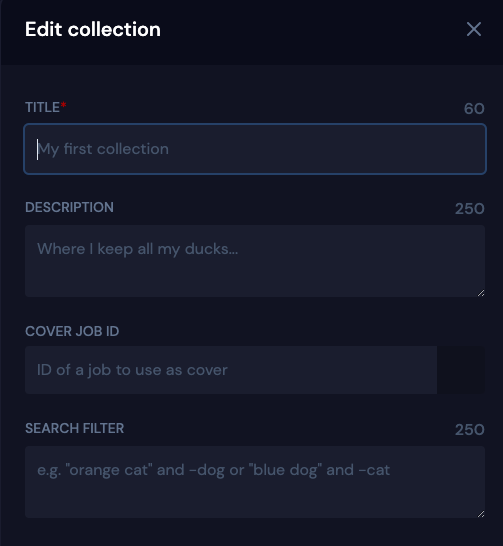 Edit collection
TITLE* 60
My first collection
DESCRIPTION 250
Where I keep all my ducks...
COVER JOB ID
ID of a job to use as cover
SEARCH FILTER 250
e.g. "orange cat" and -dog or "blue dog" and -cat